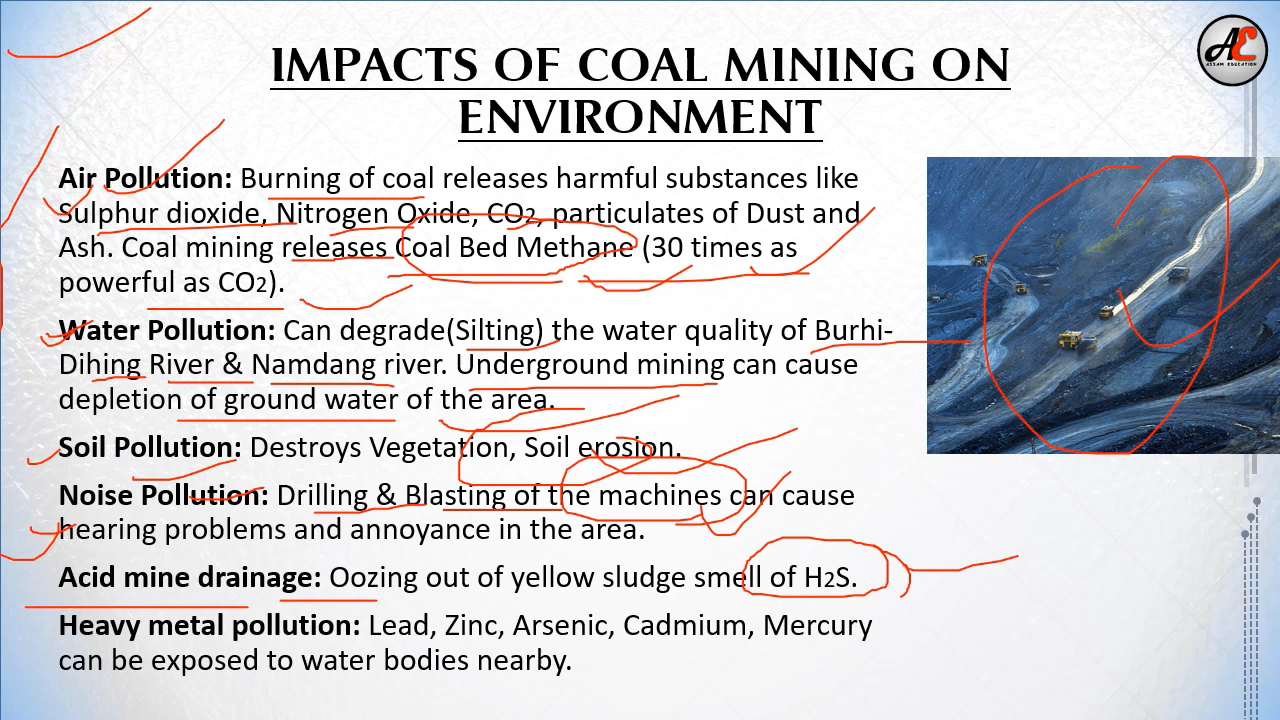 IMPACTS OF COAL MINING ON
ENVIRONMENT
AE
ASSAM EDUCATION
Air Pollution: Burning of coal releases harmful substances like
Sulphur dioxide, Nitrogen Oxide, CO2, particulates of Dust and
Ash. Coal mining releases Coal Bed Methane (30 times as
powerful as CO2).
Water Pollution: Can degrade(Silting) the water quality of Burhi-
Dihing River & Namdang river. Underground mining can cause
depletion of ground water of the area.
Soil Pollution: Destroys Vegetation, Soil erosion.
Noise Pollution: Drilling & Blasting of the machines can cause
hearing problems and annoyance in the area.
Acid mine drainage: Oozing out of yellow sludge smell of H2S.
Heavy metal pollution: Lead, Zinc, Arsenic, Cadmium, Mercury
can be exposed to water bodies nearby.